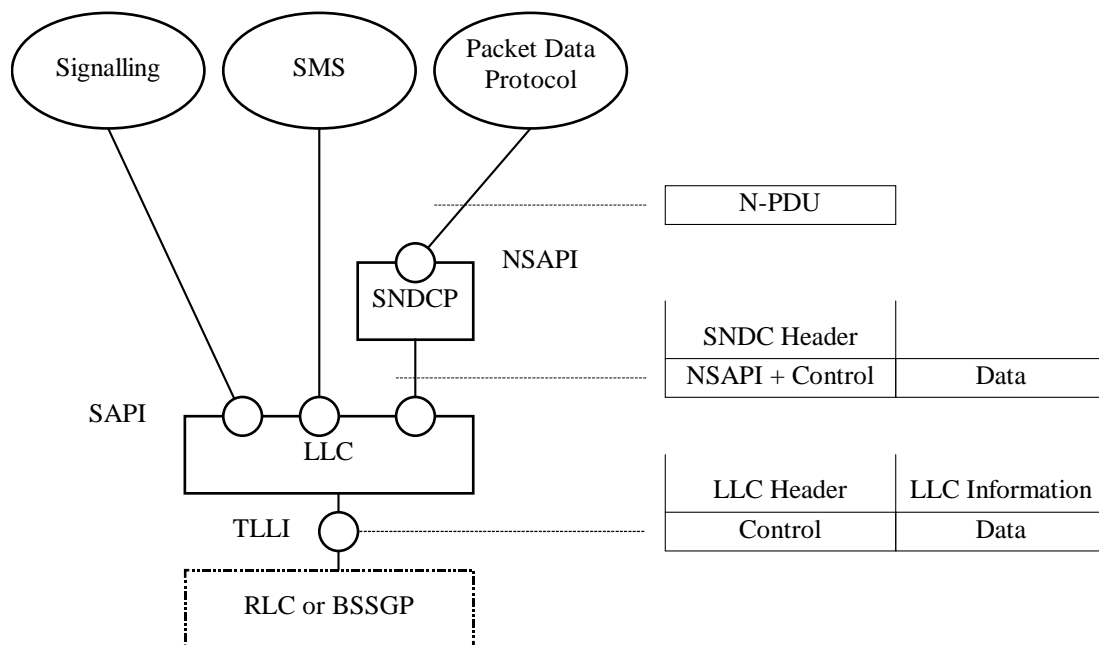 Signalling
SMS
Packet Data
Protocol
N-PDU
NSAPI
SNDCP
SNDC Header
NSAPI + Control
Data
SAPI
LLC
LLC Header
LLC Information
TLLI
Control
Data
RLC or BSSGP